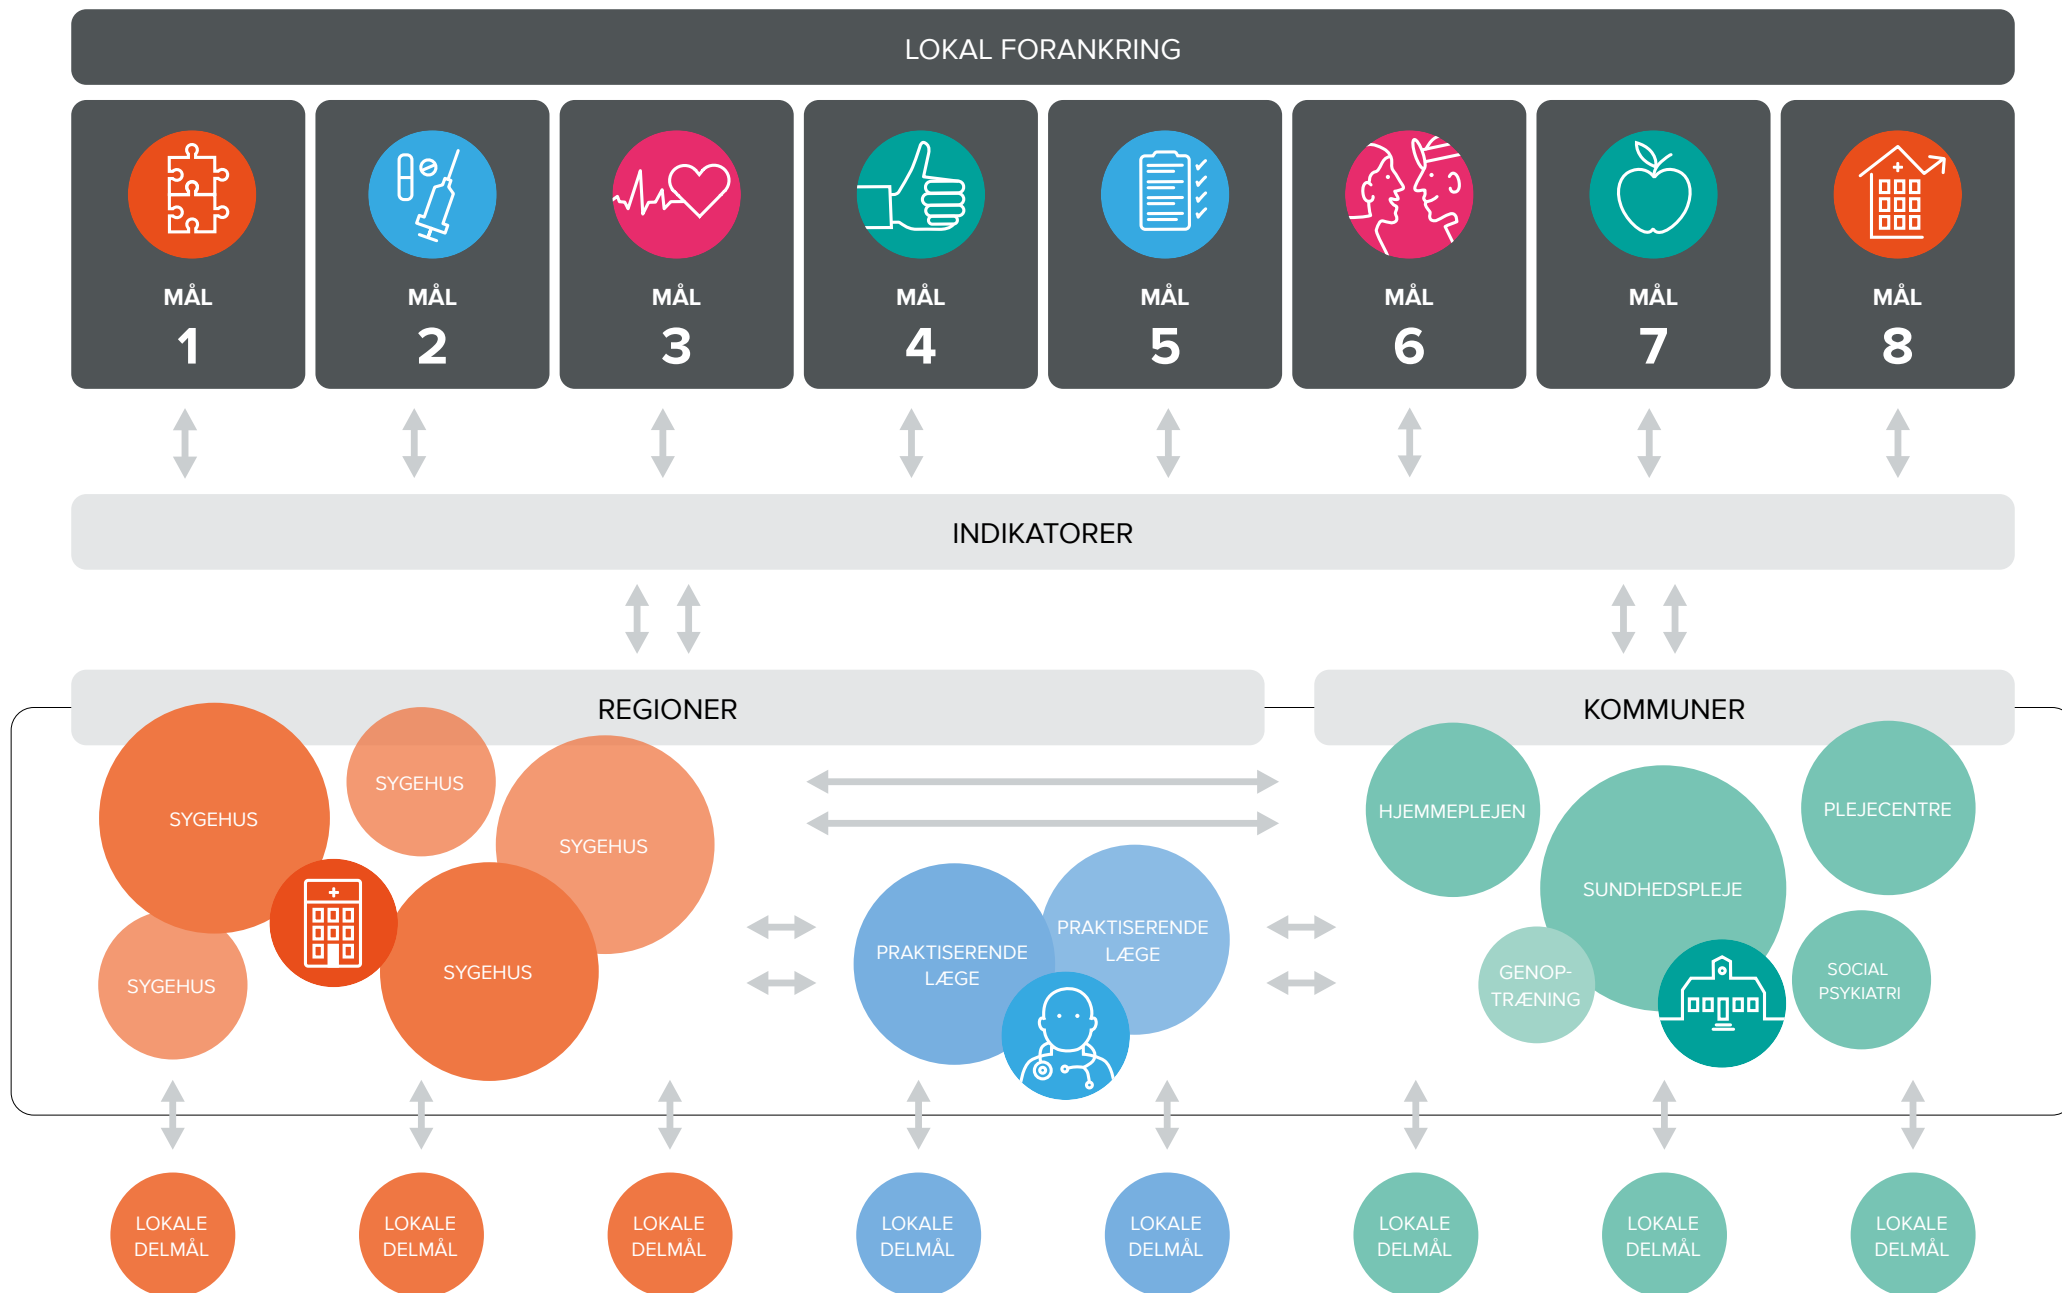 LOKAL FORANKRING
MÅL
1
MÅL
2
MÅL
3
MÅL
4
MÅL
5
MÅL
6
MÅL
7
MÅL
8
INDIKATORER
REGIONER
KOMMUNER
SYGEHUS
SYGEHUS
SYGEHUS
SYGEHUS
SYGEHUS
PRAKTISERENDE
LÆGE
PRAKTISERENDE
LÆGE
HJEMMEPLEJEN
SUNDHEDSPLEJE
PLEJECENTRE
GENOP-
TRÆNING
SOCIAL
PSYKIATRI
LOKALE
DELMÅL
LOKALE
DELMÅL
LOKALE
DELMÅL
LOKALE
DELMÅL
LOKALE
DELMÅL
LOKALE
DELMÅL
LOKALE
DELMÅL
LOKALE
DELMÅL